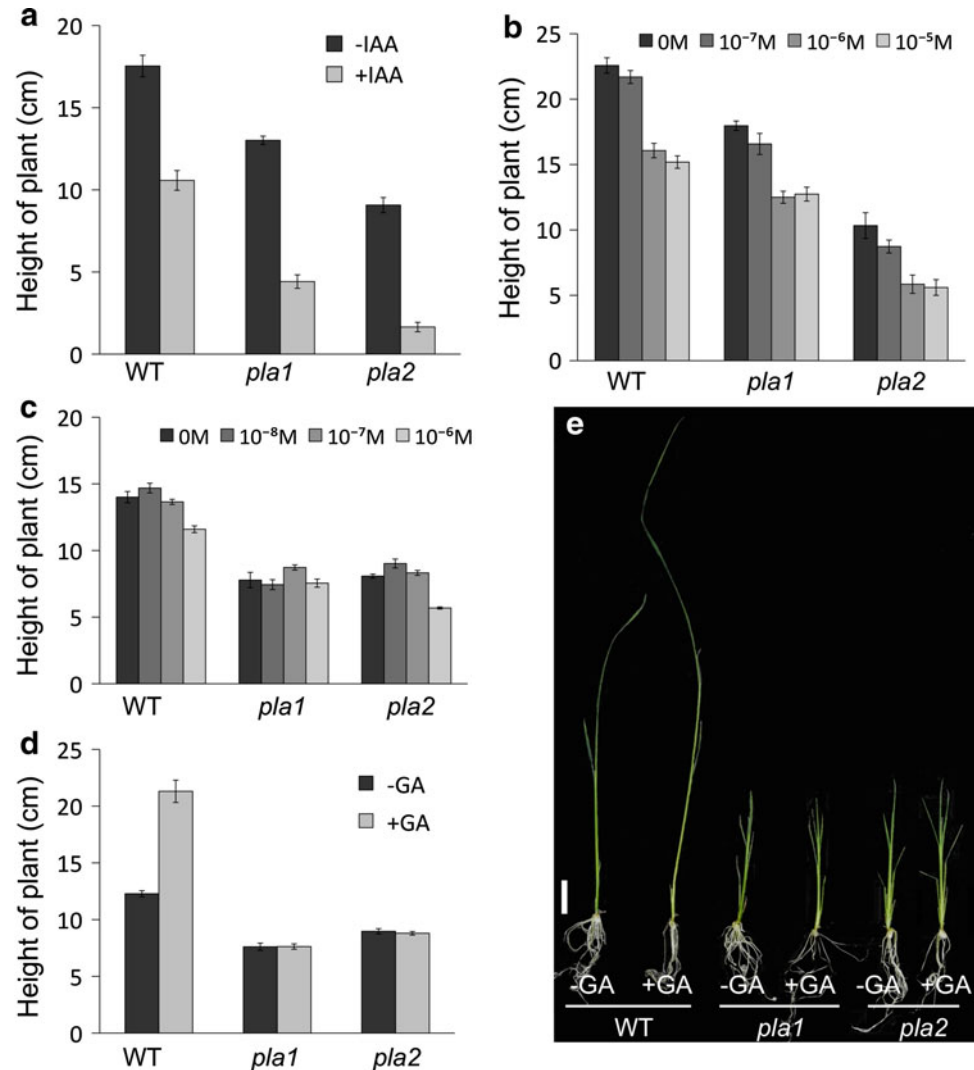 a
Height of plant (cm)
20
15
10
5
0
-IAA
+IAA
WT pla1 pla2
b
Height of plant (cm)
25
20
15
10
5
0
0M 10⁻⁷M 10⁻⁶M 10⁻⁵M
WT pla1 pla2
c
Height of plant (cm)
20
15
10
5
0
0M 10⁻⁸M 10⁻⁷M 10⁻⁶M
WT pla1 pla2
d
Height of plant (cm)
25
20
15
10
5
0
-GA
+GA
WT pla1 pla2
e
-GA +GA -GA +GA -GA +GA
WT pla1 pla2